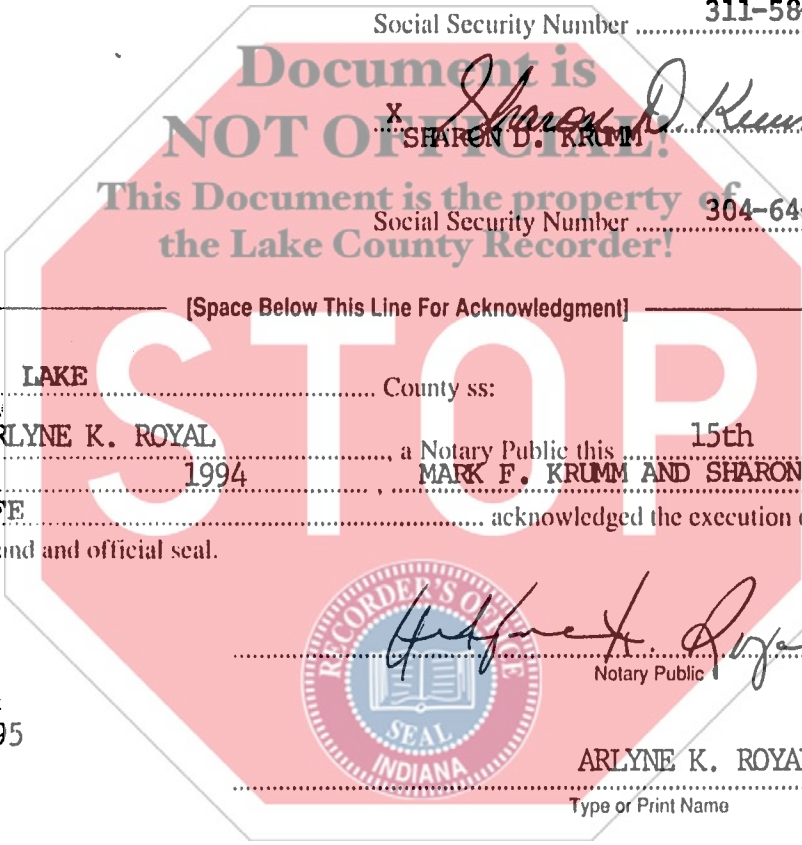 Social Security Number 311-58
Document is
NOT OFFICIAL!
x Sharon D. Krumm
SHARON D. KRUMM
This Document is the property of
the Lake County Recorder!
Social Security Number 304-64
[Space Below This Line For Acknowledgment]
STOP
LAKE County ss:
RLYNE K. ROYAL, a Notary Public this 15th
1994, MARK F. KRUMM AND SHARON
FE acknowledged the execution
and and official seal.
RECORDER'S OFFICE
SEAL
INDIANA
Notary Public
95
ARLYNE K. ROYA
Type or Print Name